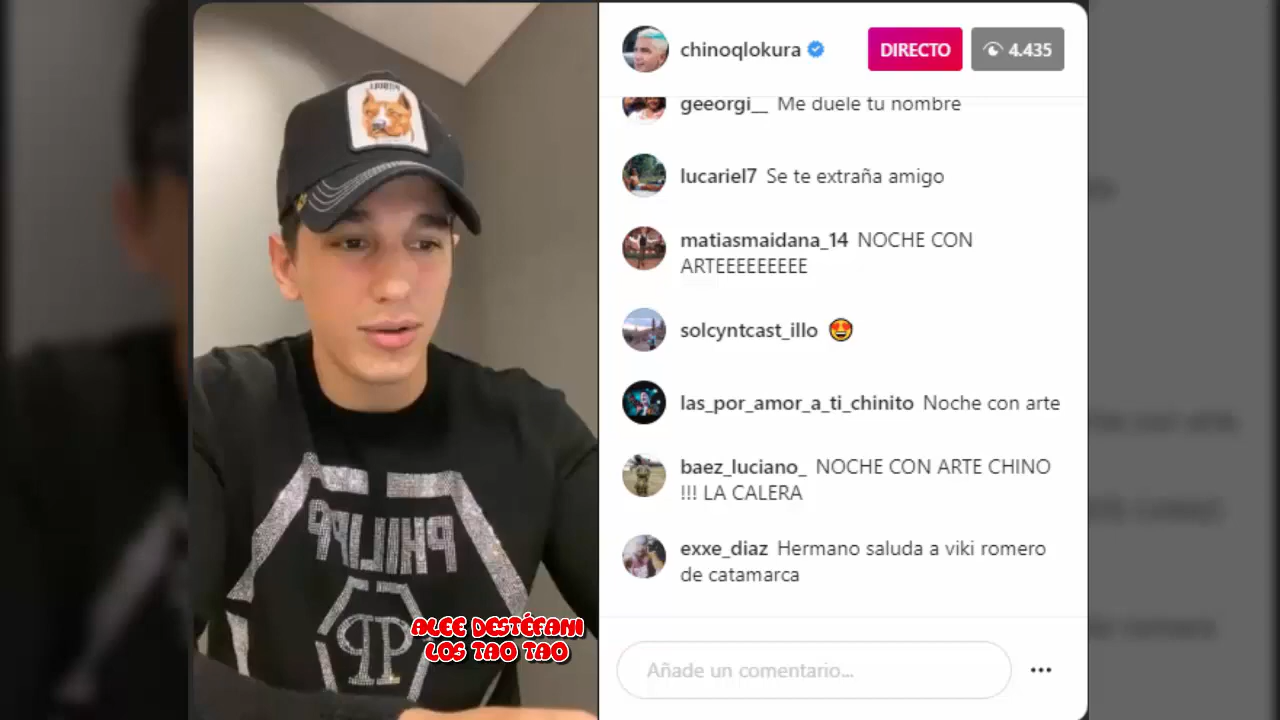 chinoqlokura
DIRECTO
4.435
geeorgi__ Me duele tu nombre
lucariel7 Se te extraña amigo
matiasmaidana_14 NOCHE CON
ARTEEEEEEEEE
solcyntcast_illo 😍
las_por_amor_a_ti_chinito Noche con arte
baez_luciano_ NOCHE CON ARTE CHINO
!!! LA CALERA
exxe_diaz Hermano saluda a viki romero
de catamarca
Añade un comentario...
PITBULL
PHILIPP
PP
ALEE DESTÉFANI
LOS TAO TAO